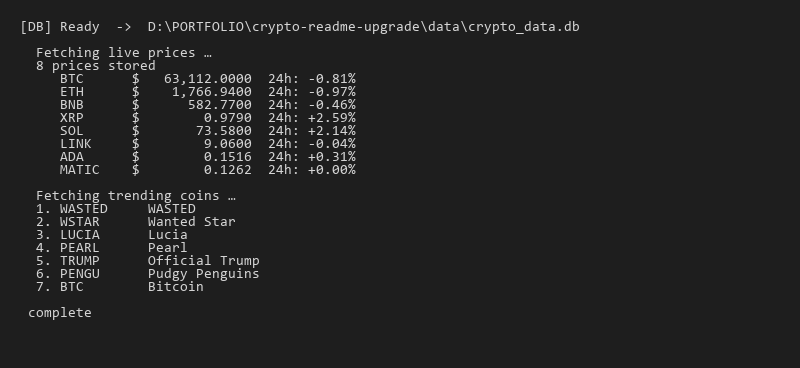 [DB] Ready  ->  D:\PORTFOLIO\crypto-readme-upgrade\data\crypto_data.db
Fetching live prices …
8 prices stored
BTC      $   63,112.0000  24h: -0.81%
ETH      $    1,766.9400  24h: -0.97%
BNB      $      582.7700  24h: -0.46%
XRP      $        0.9790  24h: +2.59%
SOL      $       73.5800  24h: +2.14%
LINK     $        9.0600  24h: -0.04%
ADA      $        0.1516  24h: +0.31%
MATIC    $        0.1262  24h: +0.00%
Fetching trending coins …
1. WASTED     WASTED
2. WSTAR      Wanted Star
3. LUCIA      Lucia
4. PEARL      Pearl
5. TRUMP      Official Trump
6. PENGU      Pudgy Penguins
7. BTC        Bitcoin
complete